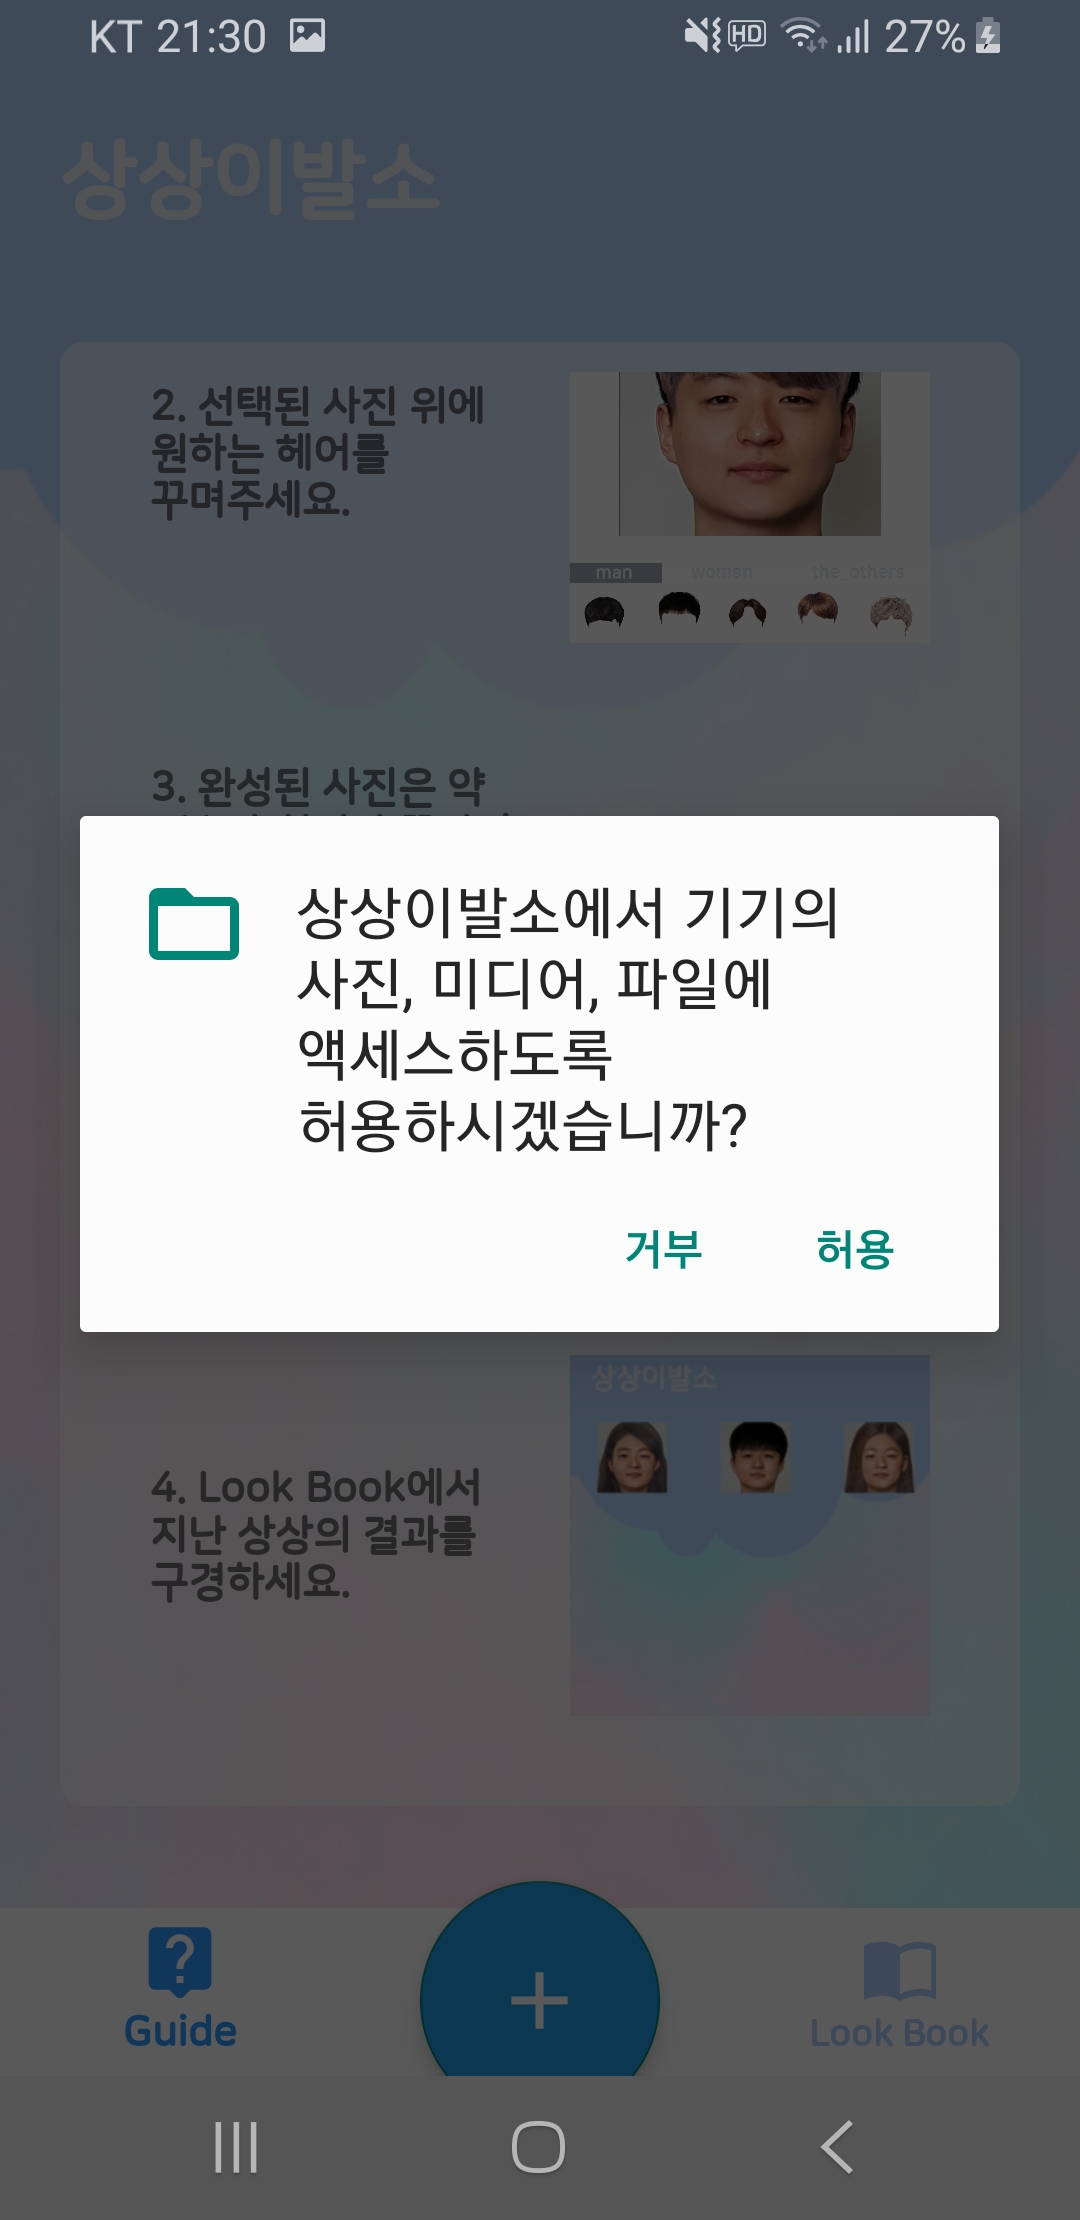 KT 21:30
HD
27%
상상이발소
2. 선택된 사진 위에
원하는 헤어를
꾸며주세요.
man woman the_others
3. 완성된 사진은 약
상상이발소에서 기기의
사진, 미디어, 파일에
액세스하도록
허용하시겠습니까?
거부 허용
상상이발소
4. Look Book에서
지난 상상의 결과를
구경하세요.
Guide
Look Book